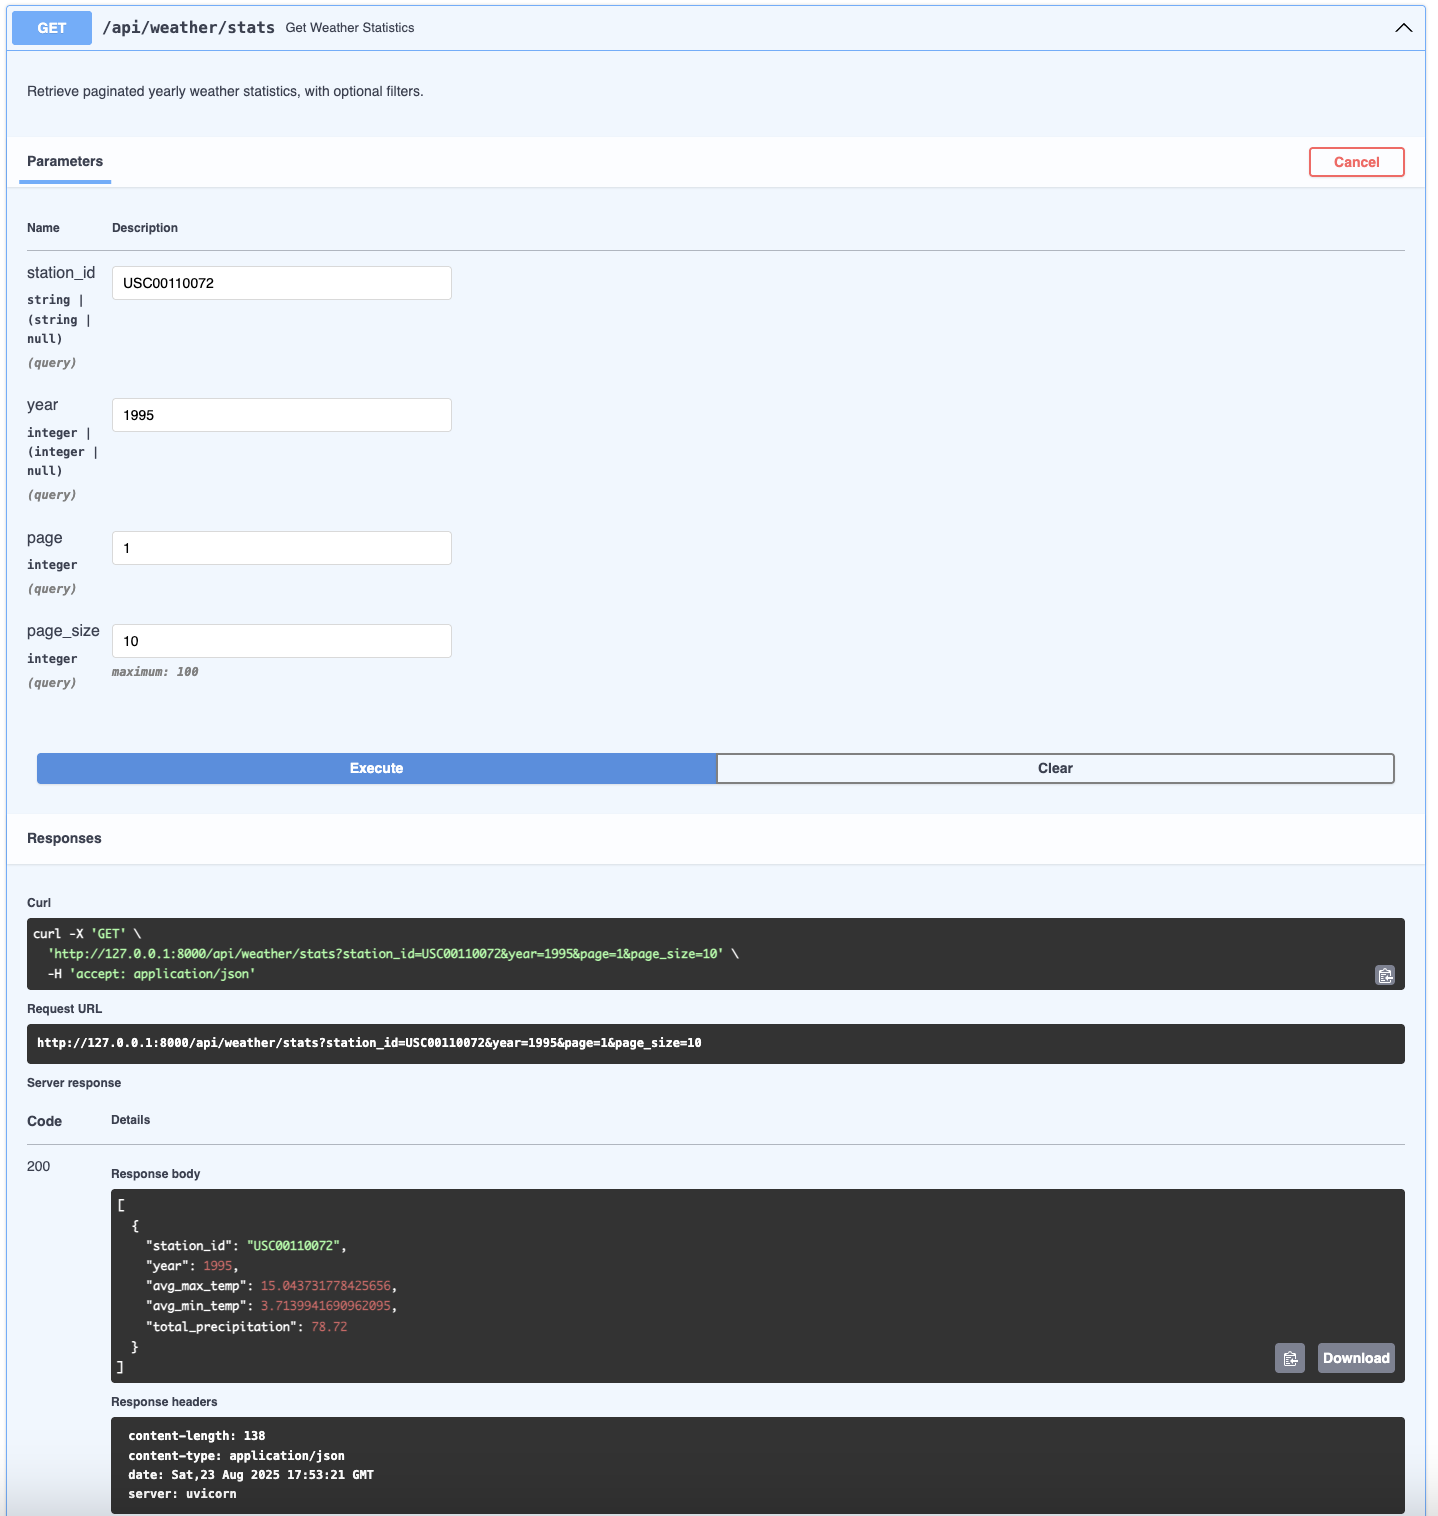 GET /api/weather/stats Get Weather Statistics
Retrieve paginated yearly weather statistics, with optional filters.
Parameters
Cancel
Name Description
station_id
string |
(string |
null)
(query)
USC00110072
year
integer |
(integer |
null)
(query)
1995
page
integer
(query)
1
page_size
integer
(query)
10
maximum: 100
Execute
Clear
Responses
Curl
curl -X 'GET' \
  'http://127.0.0.1:8000/api/weather/stats?station_id=USC00110072&year=1995&page=1&page_size=10' \
  -H 'accept: application/json'
Request URL
http://127.0.0.1:8000/api/weather/stats?station_id=USC00110072&year=1995&page=1&page_size=10
Server response
Code Details
200
Response body
[
  {
    "station_id": "USC00110072",
    "year": 1995,
    "avg_max_temp": 15.043731778425656,
    "avg_min_temp": 3.7139941690962095,
    "total_precipitation": 78.72
  }
]
Download
Response headers
content-length: 138
content-type: application/json
date: Sat,23 Aug 2025 17:53:21 GMT
server: uvicorn